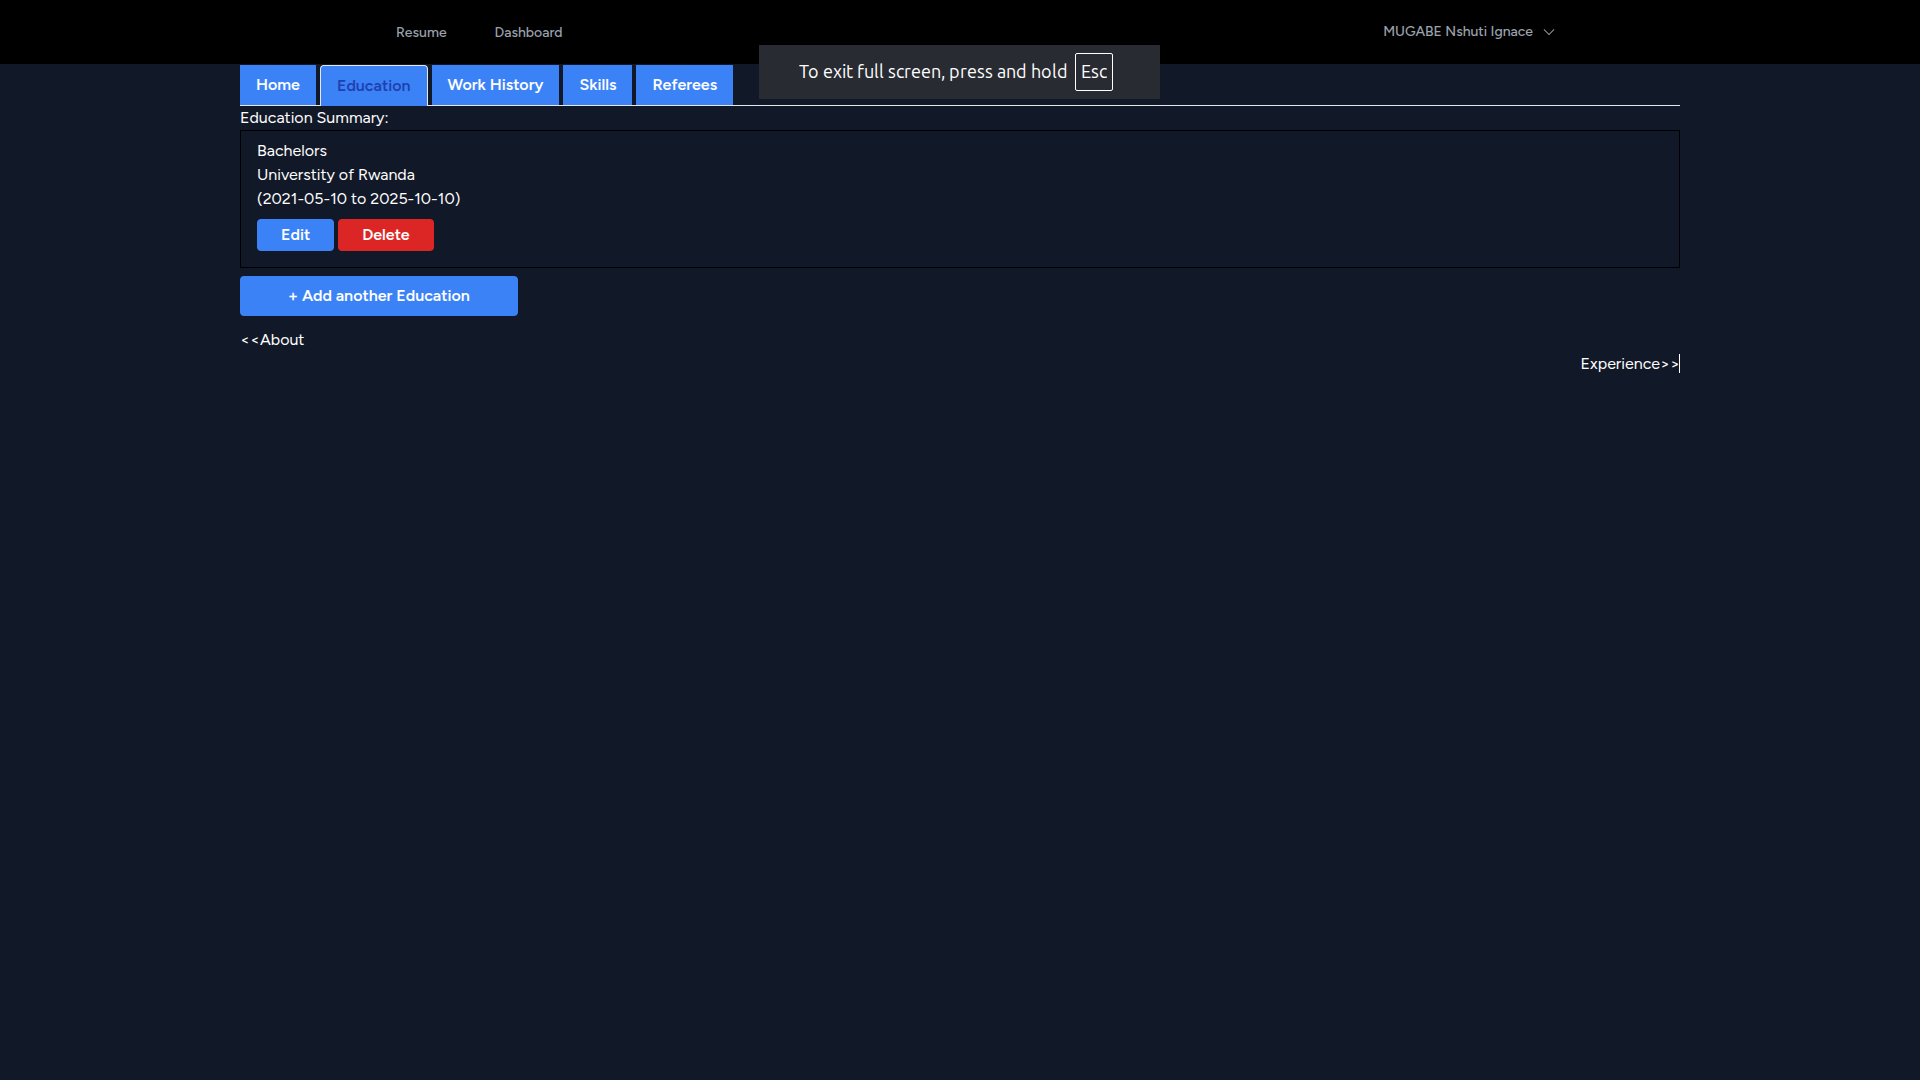 Resume Dashboard MUGABE Nshuti Ignace
To exit full screen, press and hold Esc
Home Education Work History Skills Referees
Education Summary:
Bachelors
Universtity of Rwanda
(2021-05-10 to 2025-10-10)
Edit Delete
+ Add another Education
<<About
Experience>>